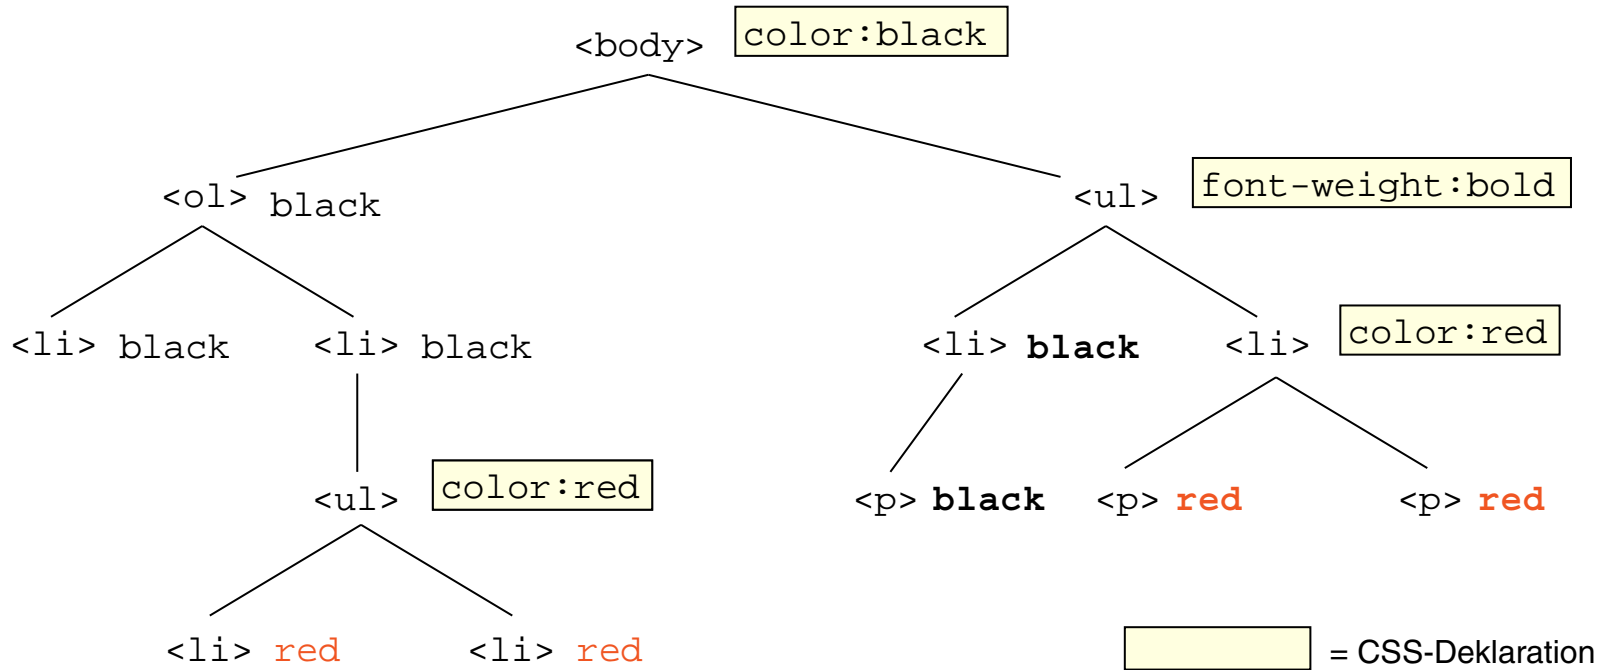 <body> color:black
<ol> black <ul> font-weight:bold
<li> black <li> black <li> black <li> color:red
<ul> color:red <p> black <p> red <p> red
<li> red <li> red
= CSS-Deklaration